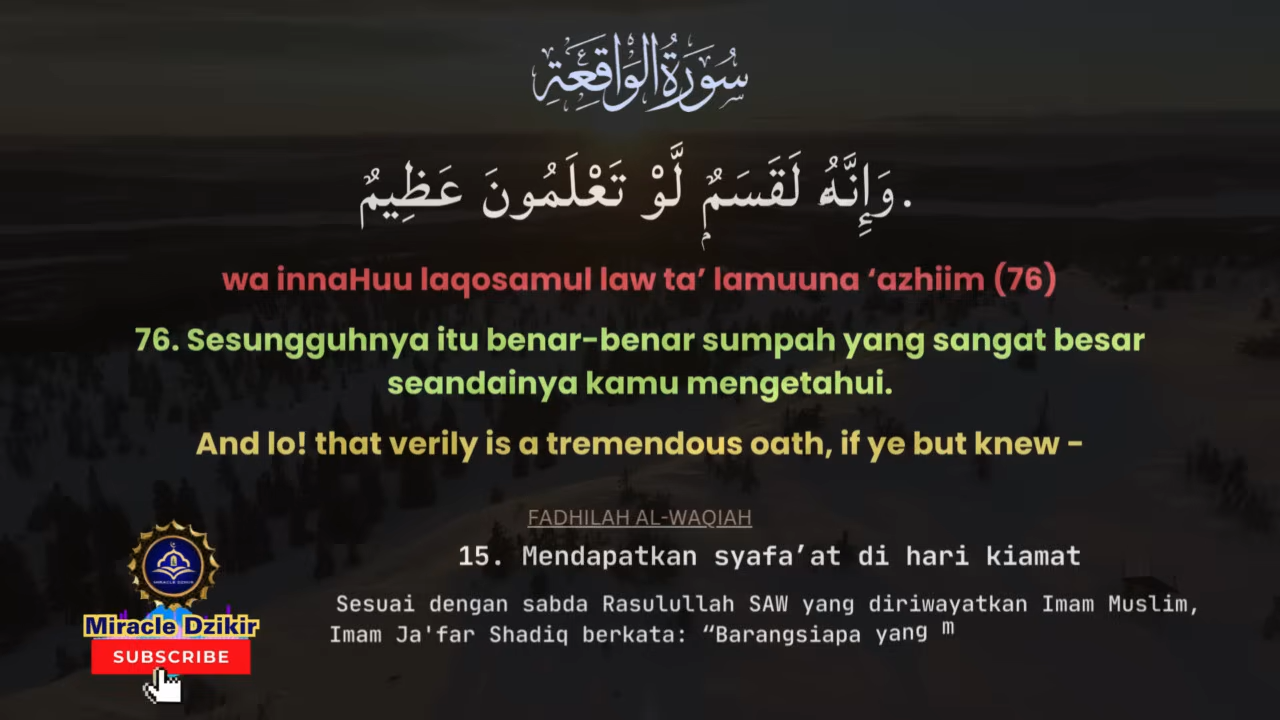 سُورَةُ الْوَاقِعَةِ
وَإِنَّهُۥ لَقَسَمٌۭ لَّوْ تَعْلَمُونَ عَظِيمٌ.
wa innaHuu laqosamul law ta’ lamuuna ‘azhiim (76)
76. Sesungguhnya itu benar-benar sumpah yang sangat besar
seandainya kamu mengetahui.
And lo! that verily is a tremendous oath, if ye but knew -
FADHILAH AL-WAQIAH
15. Mendapatkan syafa’at di hari kiamat
Sesuai dengan sabda Rasulullah SAW yang diriwayatkan Imam Muslim,
Imam Ja'far Shadiq berkata: “Barangsiapa yang m
MIRACLE DZIKIR
Miracle Dzikir
SUBSCRIBE